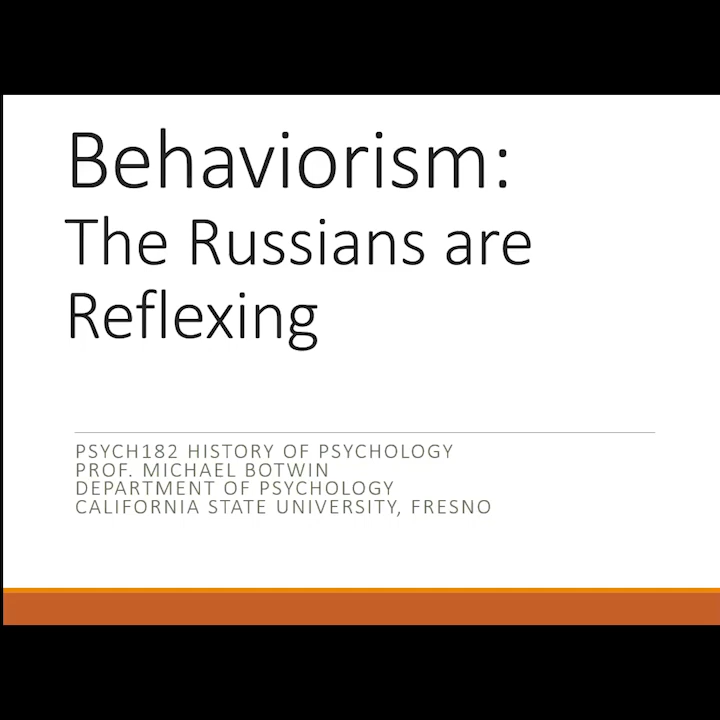 Behaviorism:
The Russians are
Reflexing
PSYCH182 HISTORY OF PSYCHOLOGY
PROF. MICHAEL BOTWIN
DEPARTMENT OF PSYCHOLOGY
CALIFORNIA STATE UNIVERSITY, FRESNO